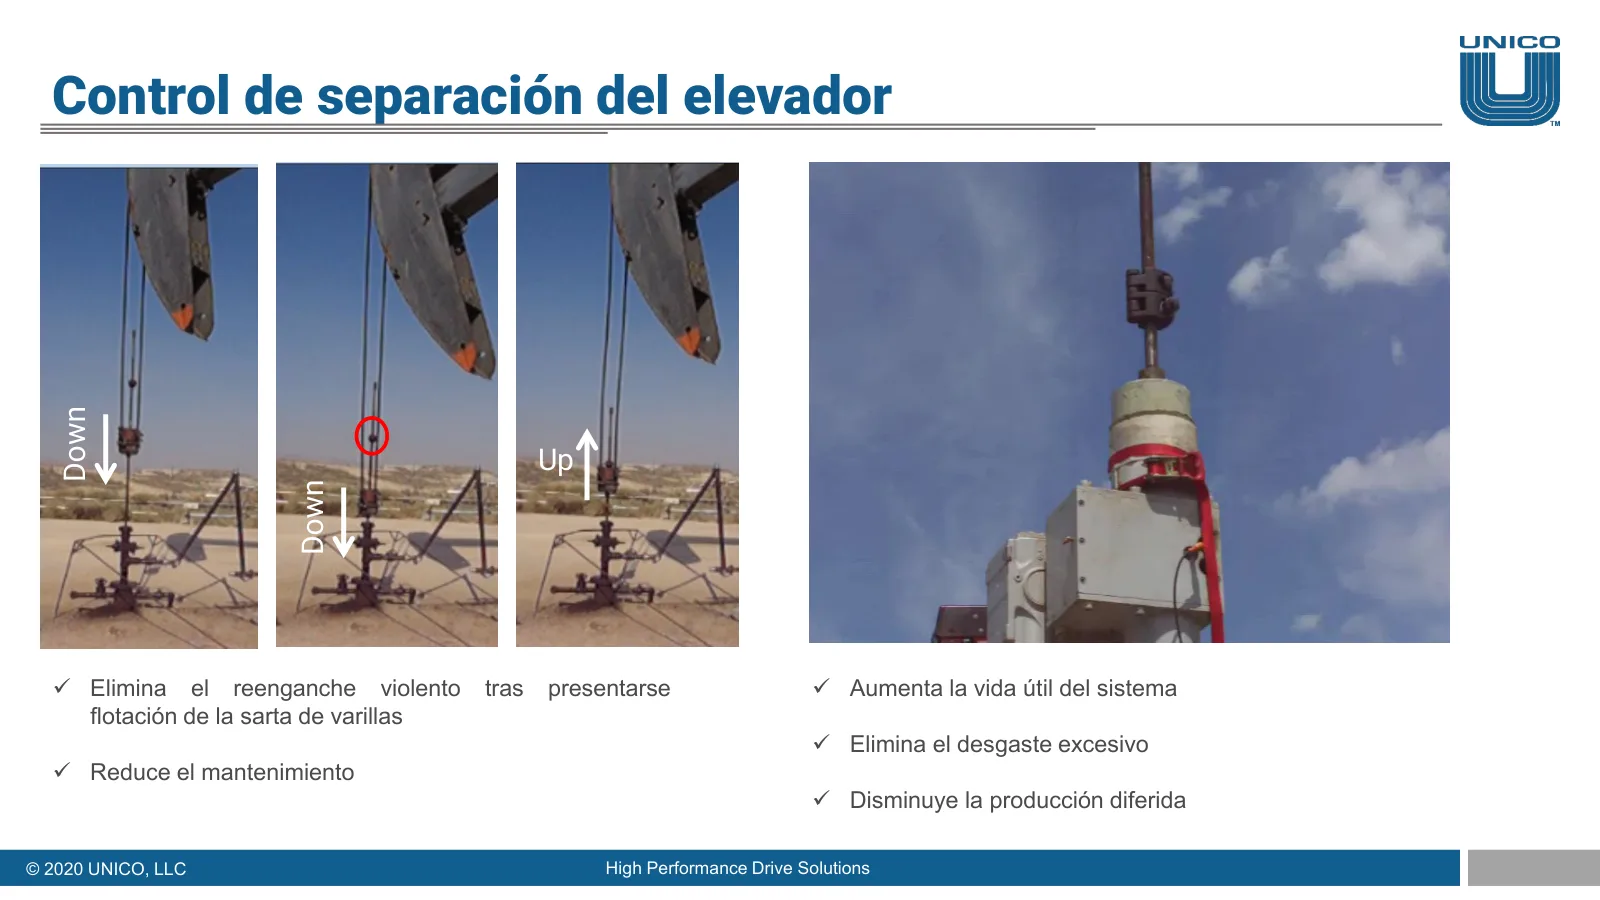 Control de separación del elevador
UNICO
TM
Down
Down
Up
Elimina el reenganche violento tras presentarse
flotación de la sarta de varillas
Reduce el mantenimiento
Aumenta la vida útil del sistema
Elimina el desgaste excesivo
Disminuye la producción diferida
© 2020 UNICO, LLC
High Performance Drive Solutions